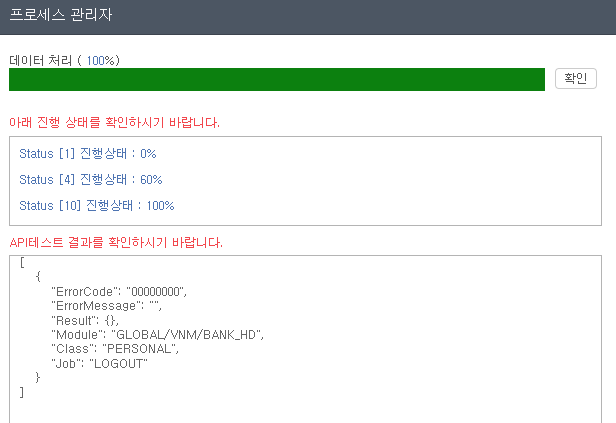 프로세스 관리자
데이터 처리 ( 100%)
확인
아래 진행 상태를 확인하시기 바랍니다.
Status [1] 진행상태 : 0%
Status [4] 진행상태 : 60%
Status [10] 진행상태 : 100%
API테스트 결과를 확인하시기 바랍니다.
[
{
"ErrorCode": "00000000",
"ErrorMessage": "",
"Result": {},
"Module": "GLOBAL/VNM/BANK_HD",
"Class": "PERSONAL",
"Job": "LOGOUT"
}
]